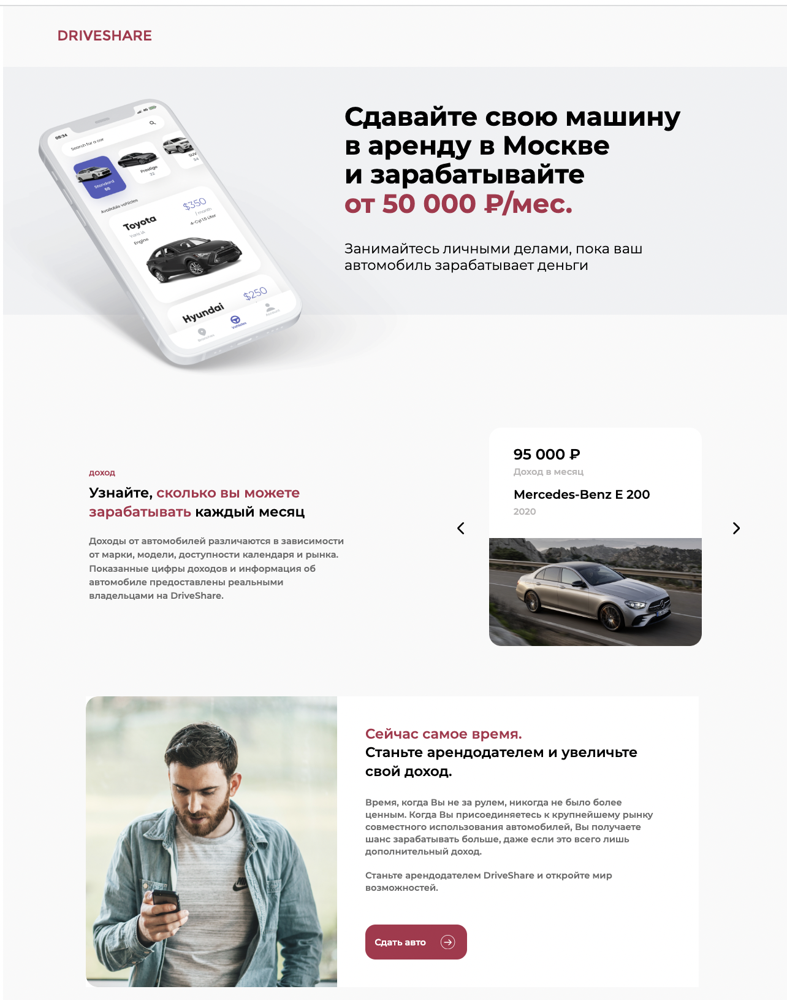 DRIVESHARE
08:34
4G
Search for a car
Standard
56
Prestige
22
SUV
34
Available vehicles
Toyota
$350
Yaris iA
/ month
Engine
4-Cyl 1.5 Liter
Hyundai
$250
Branches
Vehicles
Account
Сдавайте свою машину
в аренду в Москве
и зарабатывайте
от 50 000 ₽/мес.
Занимайтесь личными делами, пока ваш
автомобиль зарабатывает деньги
доход
Узнайте, сколько вы можете
зарабатывать каждый месяц
Доходы от автомобилей различаются в зависимости
от марки, модели, доступности календаря и рынка.
Показанные цифры доходов и информация об
автомобиле предоставлены реальными
владельцами на DriveShare.
95 000 ₽
Доход в месяц
Mercedes-Benz E 200
2020
Сейчас самое время.
Станьте арендодателем и увеличьте
свой доход.
Время, когда Вы не за рулем, никогда не было более
ценным. Когда Вы присоединяетесь к крупнейшему рынку
совместного использования автомобилей, Вы получаете
шанс зарабатывать больше, даже если это всего лишь
дополнительный доход.
Станьте арендодателем DriveShare и откройте мир
возможностей.
Сдать авто